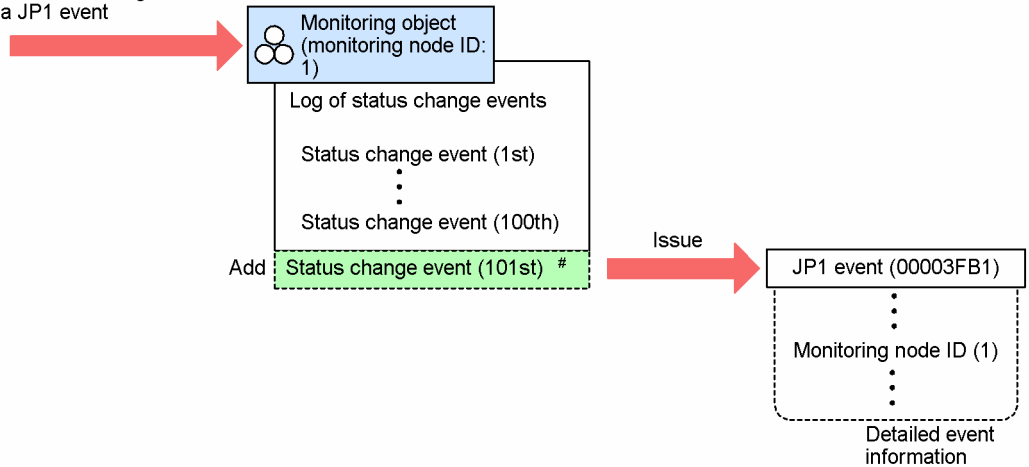 a JP1 event
Monitoring object
(monitoring node ID:
1)
Log of status change events
Status change event (1st)
Status change event (100th)
Add
Status change event (101st) #
Issue
JP1 event (00003FB1)
Monitoring node ID (1)
Detailed event
information